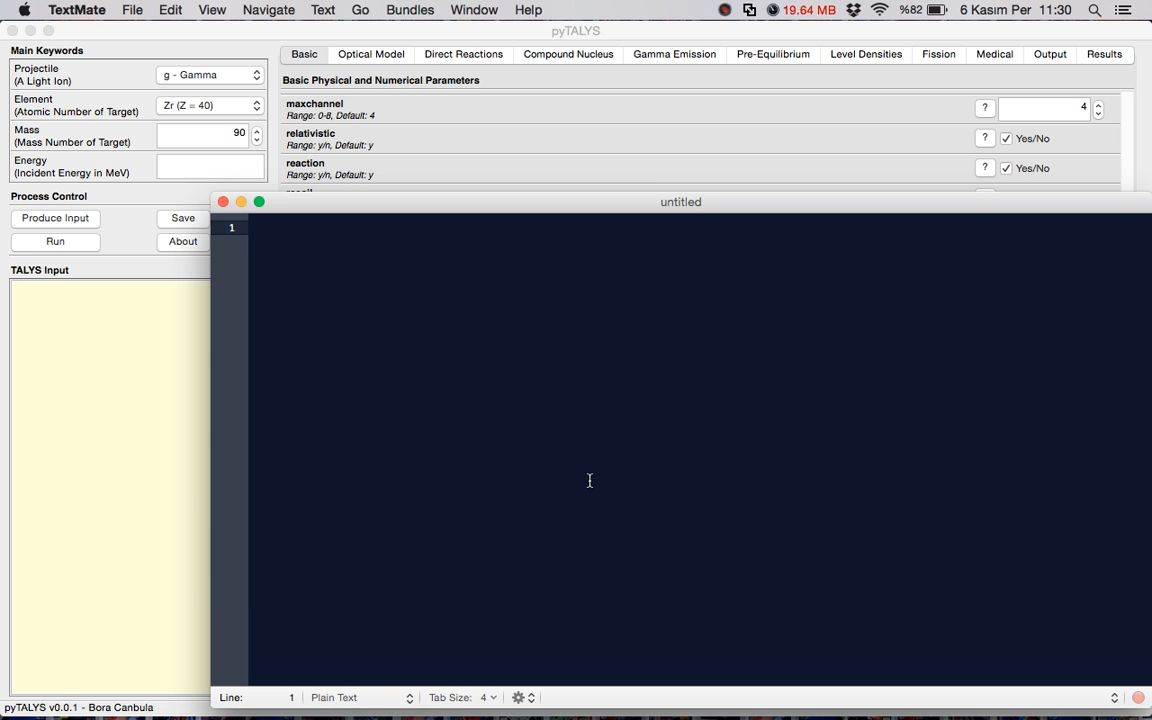 TextMate File Edit View Navigate Text Go Bundles Window Help 19.64 MB %82 6 Kasım Per 11:30
pyTALYS
Main Keywords
Projectile
(A Light Ion)
g - Gamma
Element
(Atomic Number of Target)
Zr (Z = 40)
Mass
(Mass Number of Target)
90
Energy
(Incident Energy in MeV)
Process Control
Produce Input Save
Run About
TALYS Input
Basic Optical Model Direct Reactions Compound Nucleus Gamma Emission Pre-Equilibrium Level Densities Fission Medical Output Results
Basic Physical and Numerical Parameters
maxchannel
Range: 0-8, Default: 4
? 4
relativistic
Range: y/n, Default: y
? Yes/No
reaction
Range: y/n, Default: y
? Yes/No
untitled
1
Line: 1 Plain Text Tab Size: 4
pyTALYS v0.0.1 - Bora Canbula